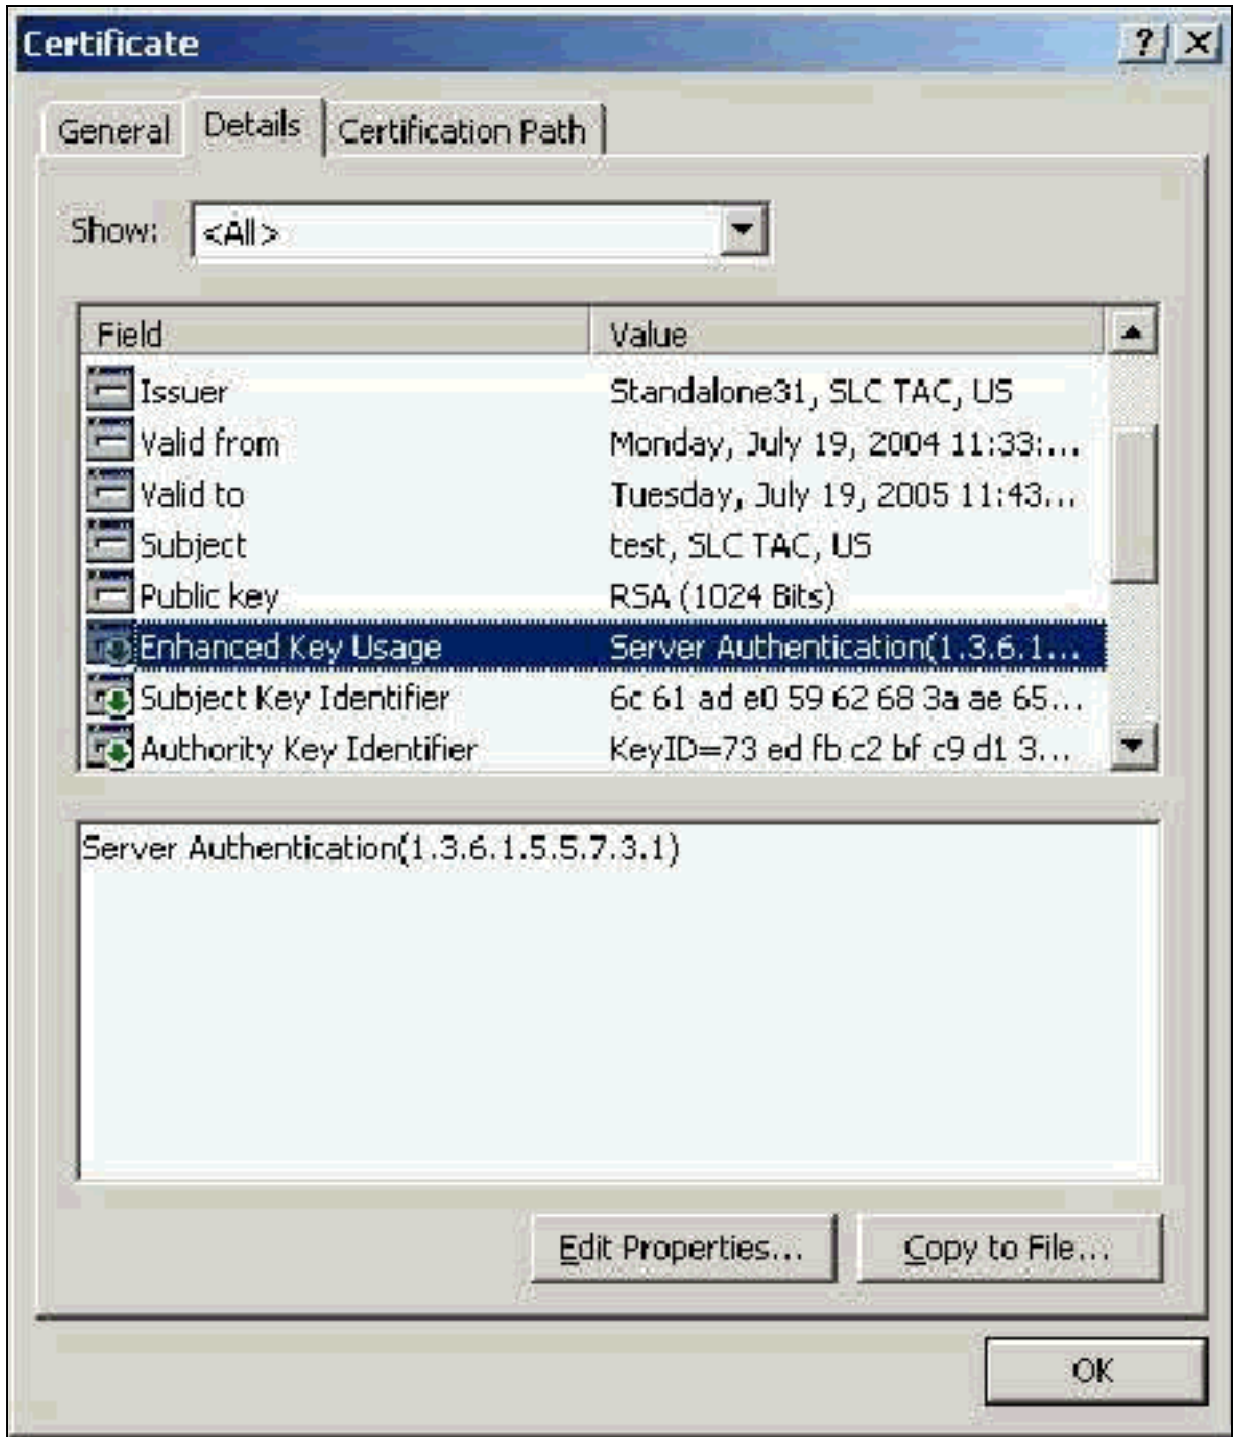 Certificate
General Details Certification Path
Show: <All>
Field Value
Issuer Standalone31, SLC TAC, US
Valid from Monday, July 19, 2004 11:33:...
Valid to Tuesday, July 19, 2005 11:43...
Subject test, SLC TAC, US
Public key RSA (1024 Bits)
Enhanced Key Usage Server Authentication(1.3.6.1...
Subject Key Identifier 6c 61 ad e0 59 62 68 3a ae 65...
Authority Key Identifier KeyID=73 ed fb c2 bf c9 d1 3...
Server Authentication(1.3.6.1.5.5.7.3.1)
Edit Properties... Copy to File...
OK